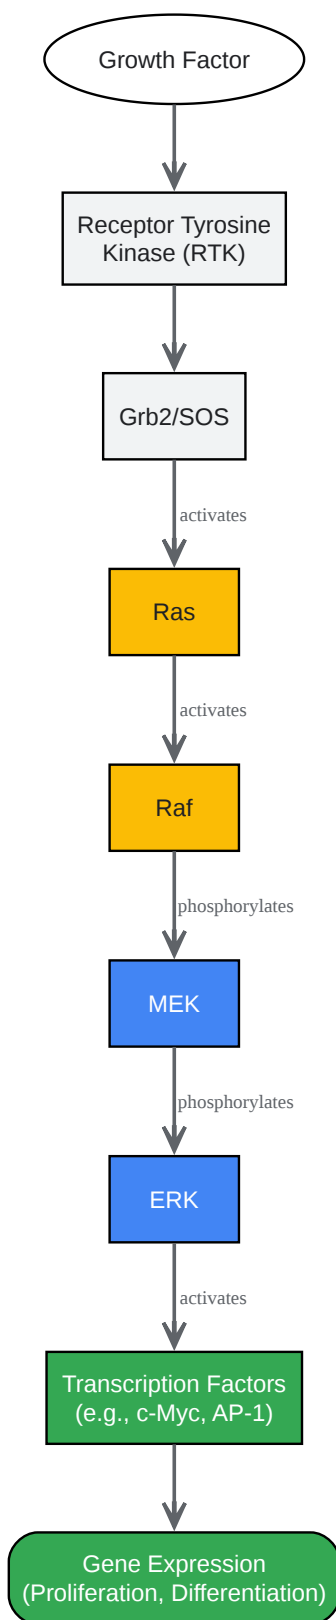 Growth Factor
Receptor Tyrosine
Kinase (RTK)
Grb2/SOS
activates
Ras
activates
Raf
phosphorylates
MEK
phosphorylates
ERK
activates
Transcription Factors
(e.g., c-Myc, AP-1)
Gene Expression
(Proliferation, Differentiation)